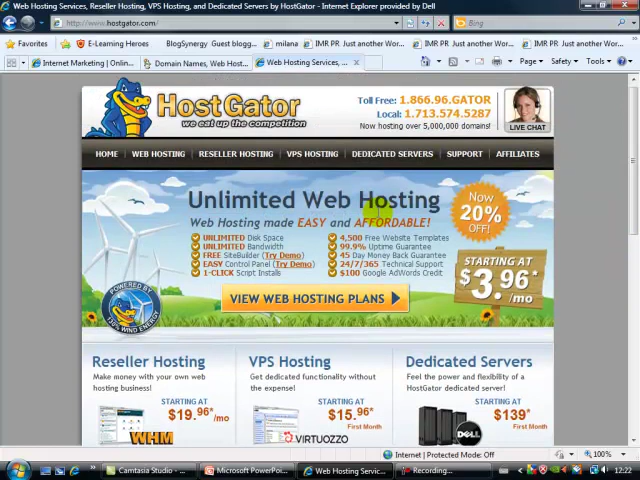 Web Hosting Services, Reseller Hosting, VPS Hosting, and Dedicated Servers by HostGator - Internet Explorer provided by Dell
http://www.hostgator.com/
Bing
Favorites
E-Learning Heroes
BlogSynergy Guest blogg...
milana
IMR PR Just another Wor...
IMR PR Just another Wor...
IMR PR Just another Wor...
Internet Marketing | Onlin...
Domain Names, Web Host...
Web Hosting Services, ...
Page
Safety
Tools
HostGator
we eat up the competition
Toll Free: 1.866.96.GATOR
Local: 1.713.574.5287
Now hosting over 5,000,000 domains!
LIVE CHAT
HOME
WEB HOSTING
RESELLER HOSTING
VPS HOSTING
DEDICATED SERVERS
SUPPORT
AFFILIATES
Unlimited Web Hosting
Web Hosting made EASY and AFFORDABLE!
UNLIMITED Disk Space
UNLIMITED Bandwidth
FREE SiteBuilder (Try Demo)
EASY Control Panel (Try Demo)
1-CLICK Script Installs
4,500 Free Website Templates
99.9% Uptime Guarantee
45 Day Money Back Guarantee
24/7/365 Technical Support
$100 Google AdWords Credit
Now
20%
OFF!
STARTING AT
$3.96*
/mo
VIEW WEB HOSTING PLANS
POWERED BY
130% WIND ENERGY
Reseller Hosting
Make money with your own web
hosting business!
STARTING AT
$19.96*/mo
WHM
VPS Hosting
Get dedicated functionality without
the expense!
STARTING AT
$15.96*
First Month
VIRTUOZZO
Dedicated Servers
Feel the power and flexibility of a
HostGator dedicated server!
STARTING AT
$139*
First Month
DELL
Internet | Protected Mode: Off
100%
Camtasia Studio - ...
Microsoft PowerPoi...
Web Hosting Servic...
Recording...
12:22